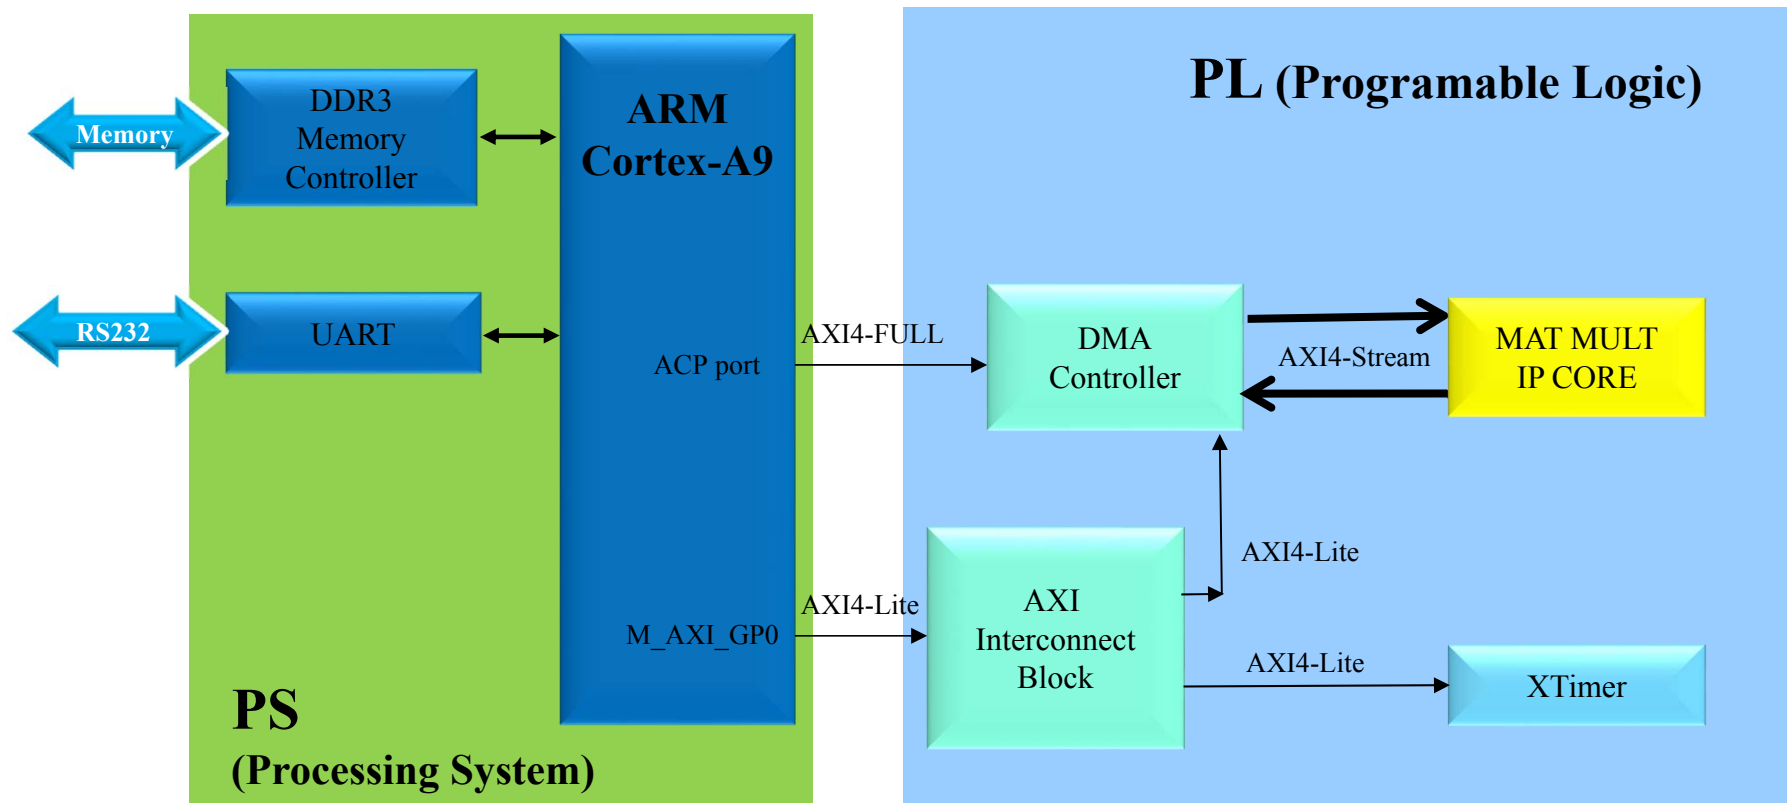 PL (Programable Logic)
DDR3
Memory
Controller
Memory
ARM
Cortex-A9
RS232
UART
ACP port
AXI4-FULL
DMA
Controller
AXI4-Stream
MAT MULT
IP CORE
AXI4-Lite
M_AXI_GP0
AXI4-Lite
AXI
Interconnect
Block
AXI4-Lite
XTimer
PS
(Processing System)